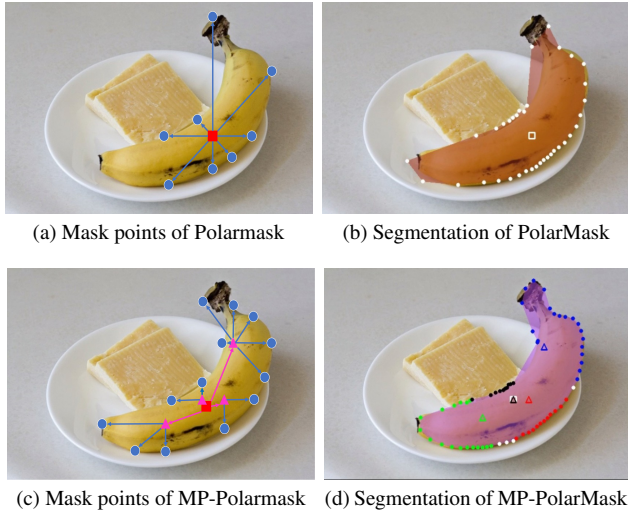 (a) Mask points of Polarmask
(b) Segmentation of PolarMask
(c) Mask points of MP-Polarmask
(d) Segmentation of MP-PolarMask